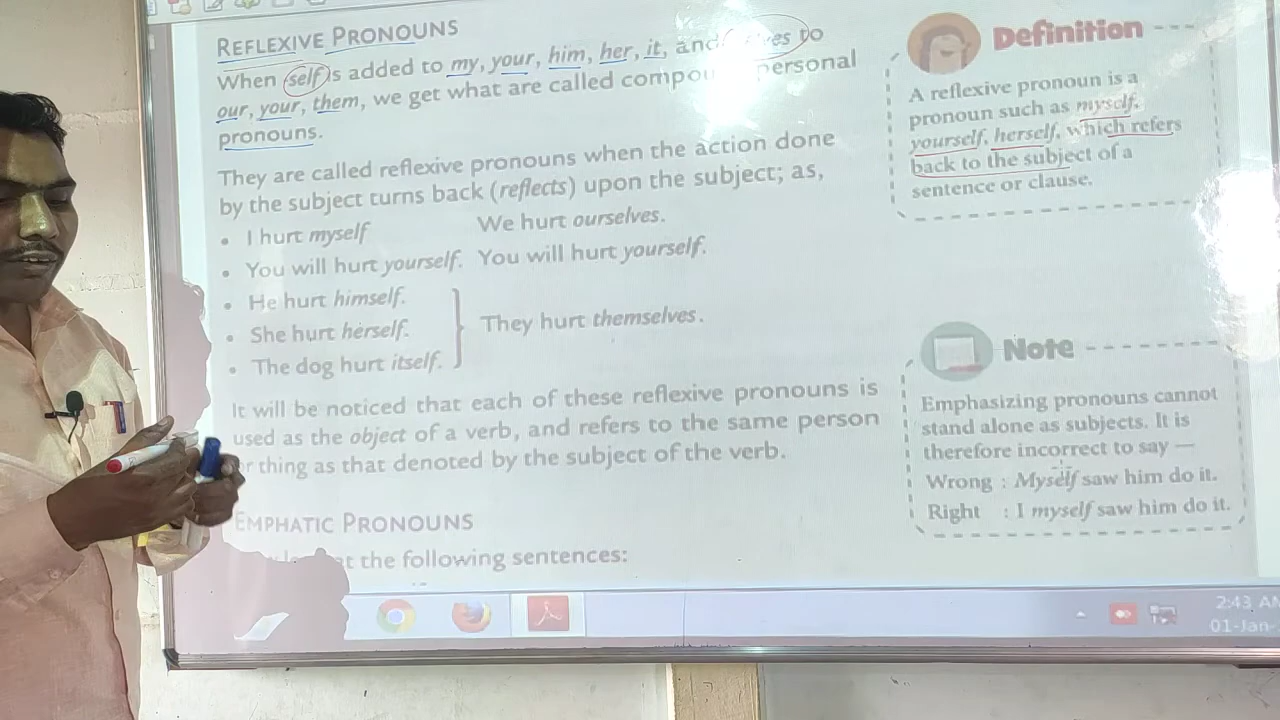 REFLEXIVE PRONOUNS
When self is added to my, your, him, her, it, and to
our, your, them, we get what are called personal
pronouns.
They are called reflexive pronouns when the action done
by the subject turns back (reflects) upon the subject; as,
• I hurt myself We hurt ourselves.
• You will hurt yourself. You will hurt yourself.
• He hurt himself.
• She hurt herself. They hurt themselves.
• The dog hurt itself.
It will be noticed that each of these reflexive pronouns is
used as the object of a verb, and refers to the same person
or thing as that denoted by the subject of the verb.
EMPHATIC PRONOUNS
at the following sentences:
Definition
A reflexive pronoun is a
pronoun such as myself,
yourself, herself, which refers
back to the subject of a
sentence or clause.
Note
Emphasizing pronouns cannot
stand alone as subjects. It is
therefore incorrect to say —
Wrong : Myself saw him do it.
Right : I myself saw him do it.
2:43 AM
01-Jan-